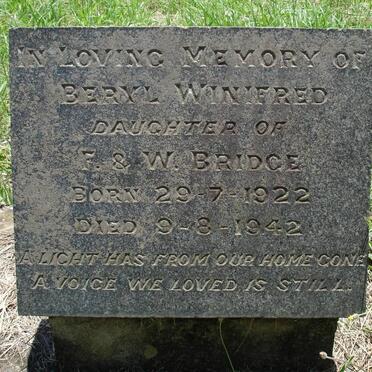 IN LOVING MEMORY OF
BERYL WINIFRED
DAUGHTER OF
F. & W. BRIDGE
BORN 29-7-1922
DIED 9-8-1942
A LIGHT HAS FROM OUR HOME GONE
A VOICE WE LOVED IS STILL.